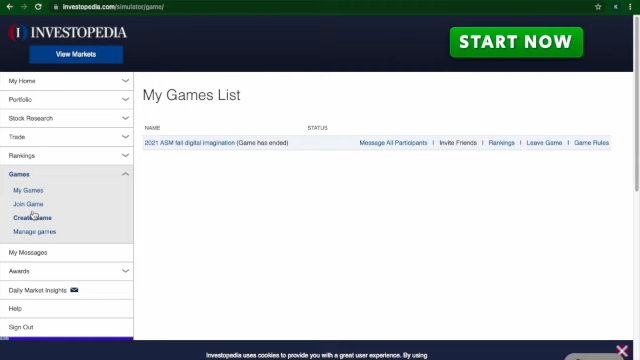 investopedia.com/simulator/game/
INVESTOPEDIA
View Markets
START NOW
My Home
Portfolio
Stock Research
Trade
Rankings
Games
My Games
Join Game
Create Game
Manage games
My Messages
Awards
Daily Market Insights
Help
Sign Out
My Games List
NAME STATUS
2021 ASM fall digital imagination (Game has ended) Message All Participants | Invite Friends | Rankings | Leave Game | Game Rules
Investopedia uses cookies to provide you with a great user experience. By using